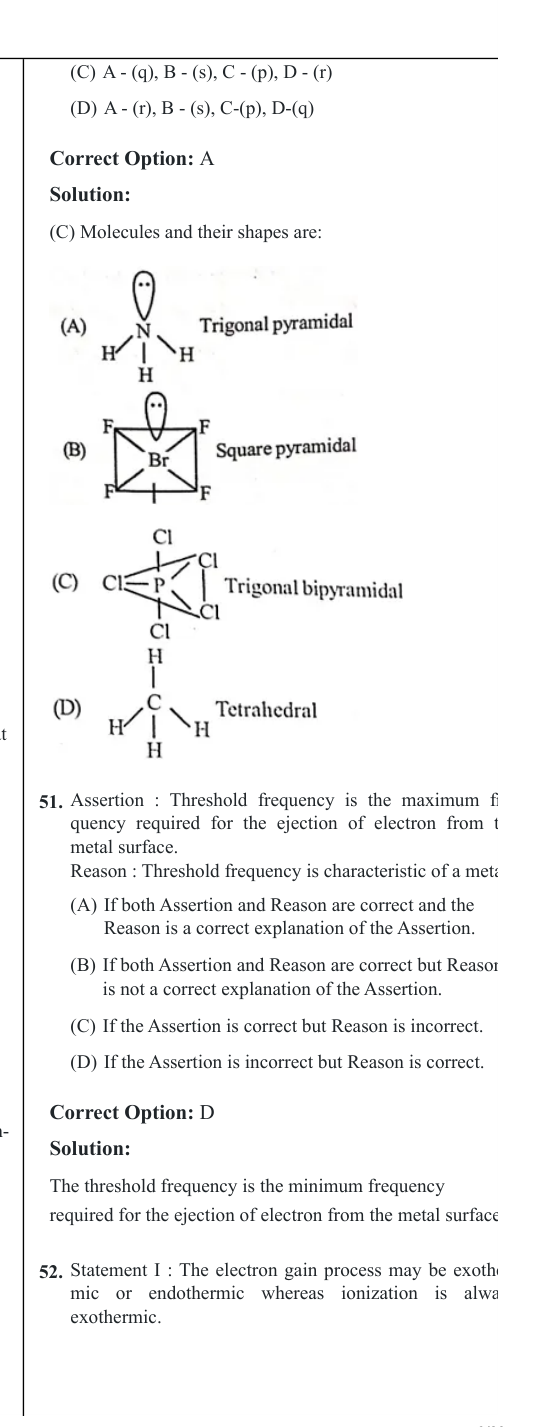 (C) A - (q), B - (s), C - (p), D - (r)
(D) A - (r), B - (s), C-(p), D-(q)
Correct Option: A
Solution:
(C) Molecules and their shapes are:
(A) N H H H Trigonal pyramidal
(B) F F Br F F Square pyramidal
(C) Cl Cl Cl P Cl Cl Trigonal bipyramidal
(D) H C H H H Tetrahedral
51. Assertion : Threshold frequency is the maximum
quency required for the ejection of electron from
metal surface.
Reason : Threshold frequency is characteristic of a
(A) If both Assertion and Reason are correct and the
Reason is a correct explanation of the Assertion.
(B) If both Assertion and Reason are correct but Reason
is not a correct explanation of the Assertion.
(C) If the Assertion is correct but Reason is incorrect.
(D) If the Assertion is incorrect but Reason is correct.
Correct Option: D
Solution:
The threshold frequency is the minimum frequency
required for the ejection of electron from the metal surface
52. Statement I : The electron gain process may be
mic or endothermic whereas ionization is
exothermic.